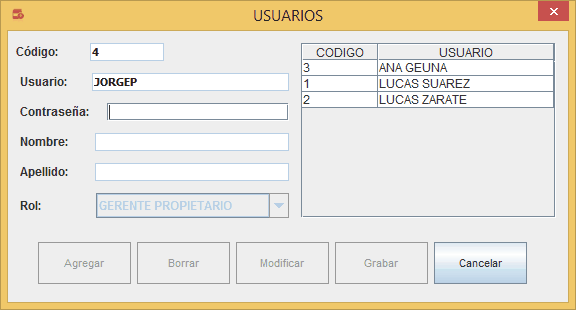 USUARIOS
Código: 4
Usuario: JORGEP
Contraseña:
Nombre:
Apellido:
Rol: GERENTE PROPIETARIO
CODIGO USUARIO
3 ANA GEUNA
1 LUCAS SUAREZ
2 LUCAS ZARATE
Agregar Borrar Modificar Grabar Cancelar